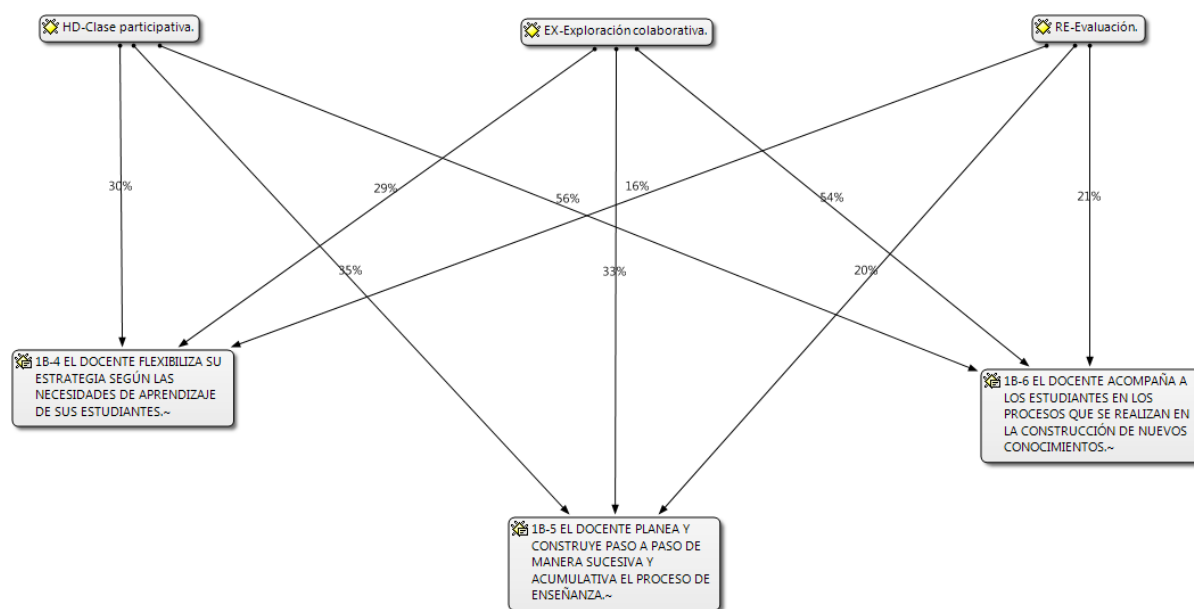 HD-Clase participativa.
EX-Exploración colaborativa.
RE-Evaluación.
30%
29%
56%
16%
54%
21%
35%
33%
20%
1B-4 EL DOCENTE FLEXIBILIZA SU
ESTRATEGIA SEGÚN LAS
NECESIDADES DE APRENDIZAJE
DE SUS ESTUDIANTES.~
1B-6 EL DOCENTE ACOMPAÑA A
LOS ESTUDIANTES EN LOS
PROCESOS QUE SE REALIZAN EN
LA CONSTRUCCIÓN DE NUEVOS
CONOCIMIENTOS.~
1B-5 EL DOCENTE PLANEA Y
CONSTRUYE PASO A PASO DE
MANERA SUCESIVA Y
ACUMULATIVA EL PROCESO DE
ENSEÑANZA.~